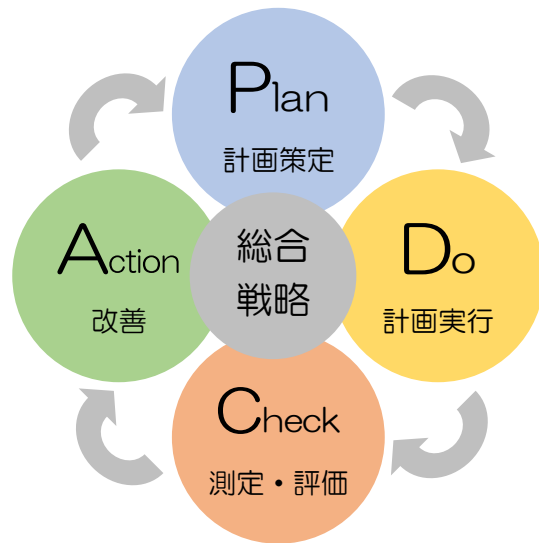 Plan
計画策定
Action
改善
総合
戦略
Do
計画実行
Check
測定・評価